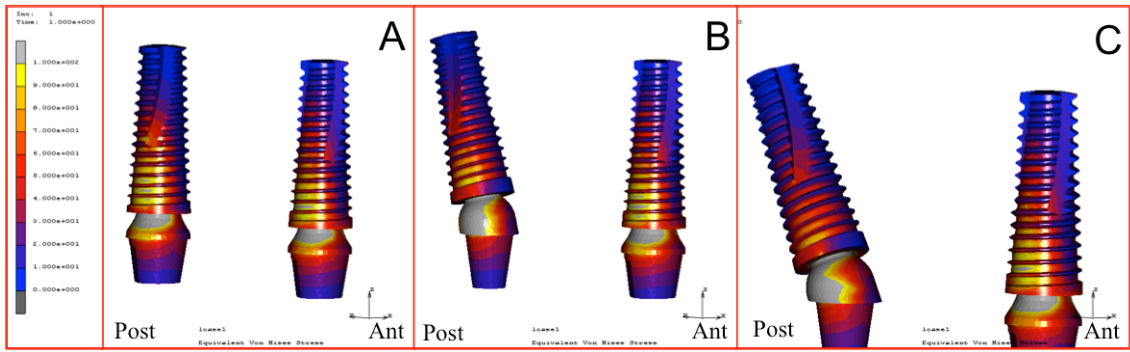 Inc: 1
Time: 1.000e+000
1.000e+002
9.000e+001
8.000e+001
7.000e+001
6.000e+001
5.000e+001
4.000e+001
3.000e+001
2.000e+001
1.000e+001
0.000e+000
A
Post
lcase1
Equivalent Von Mises Stress
Z
X
Ant
B
Post
lcase1
Equivalent Von Mises Stress
Z
X
Ant
C
Post
lcase1
Equivalent Von Mises Stress
Z
X
Ant